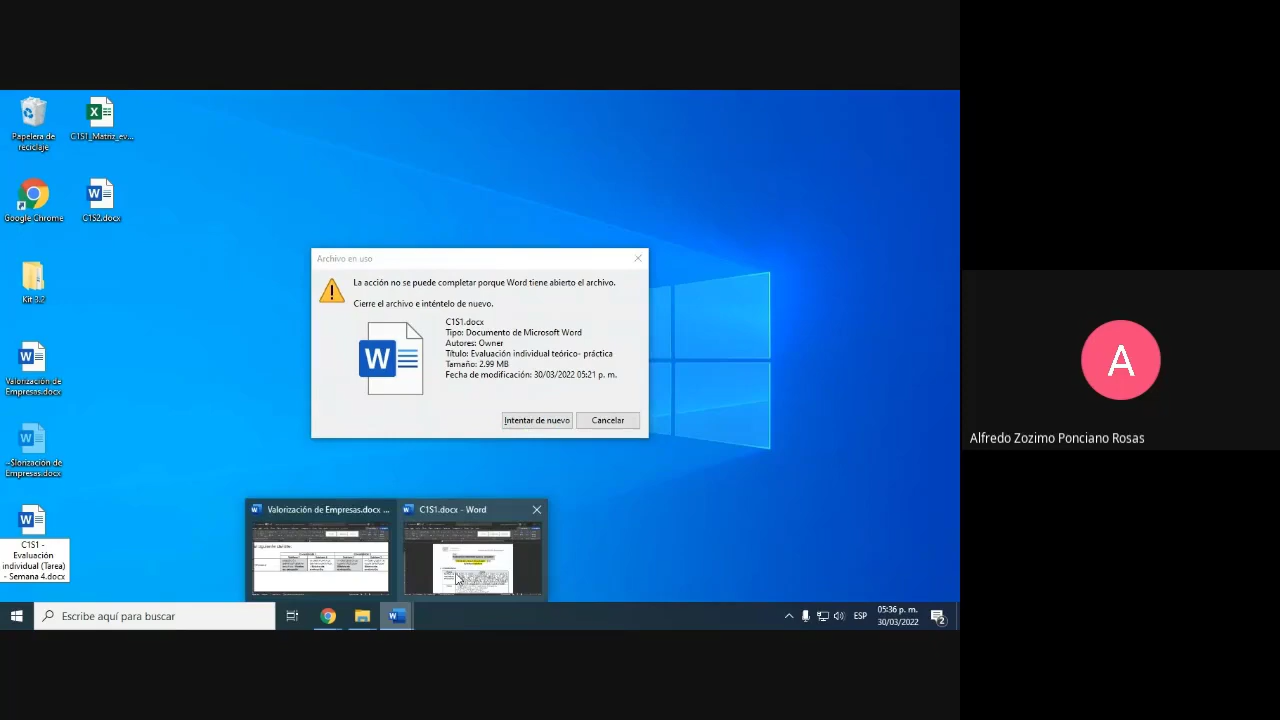 Papelera de
reciclaje
C1S1_Matriz_ev...
Google Chrome
C1S2.docx
Kit 3.2
Valorización de
Empresas.docx
~$lorización de
Empresas.docx
C1S1 -
Evaluación
individual (Tarea)
- Semana 4.docx
Archivo en uso
La acción no se puede completar porque Word tiene abierto el archivo.
Cierre el archivo e inténtelo de nuevo.
C1S1.docx
Tipo: Documento de Microsoft Word
Autores: Owner
Título: Evaluación individual teórico- práctica
Tamaño: 2.99 MB
Fecha de modificación: 30/03/2022 05:21 p. m.
Intentar de nuevo
Cancelar
Valorización de Empresas.docx ...
C1S1.docx - Word
Escribe aquí para buscar
ESP
05:36 p. m.
30/03/2022
2
A
Alfredo Zozimo Ponciano Rosas